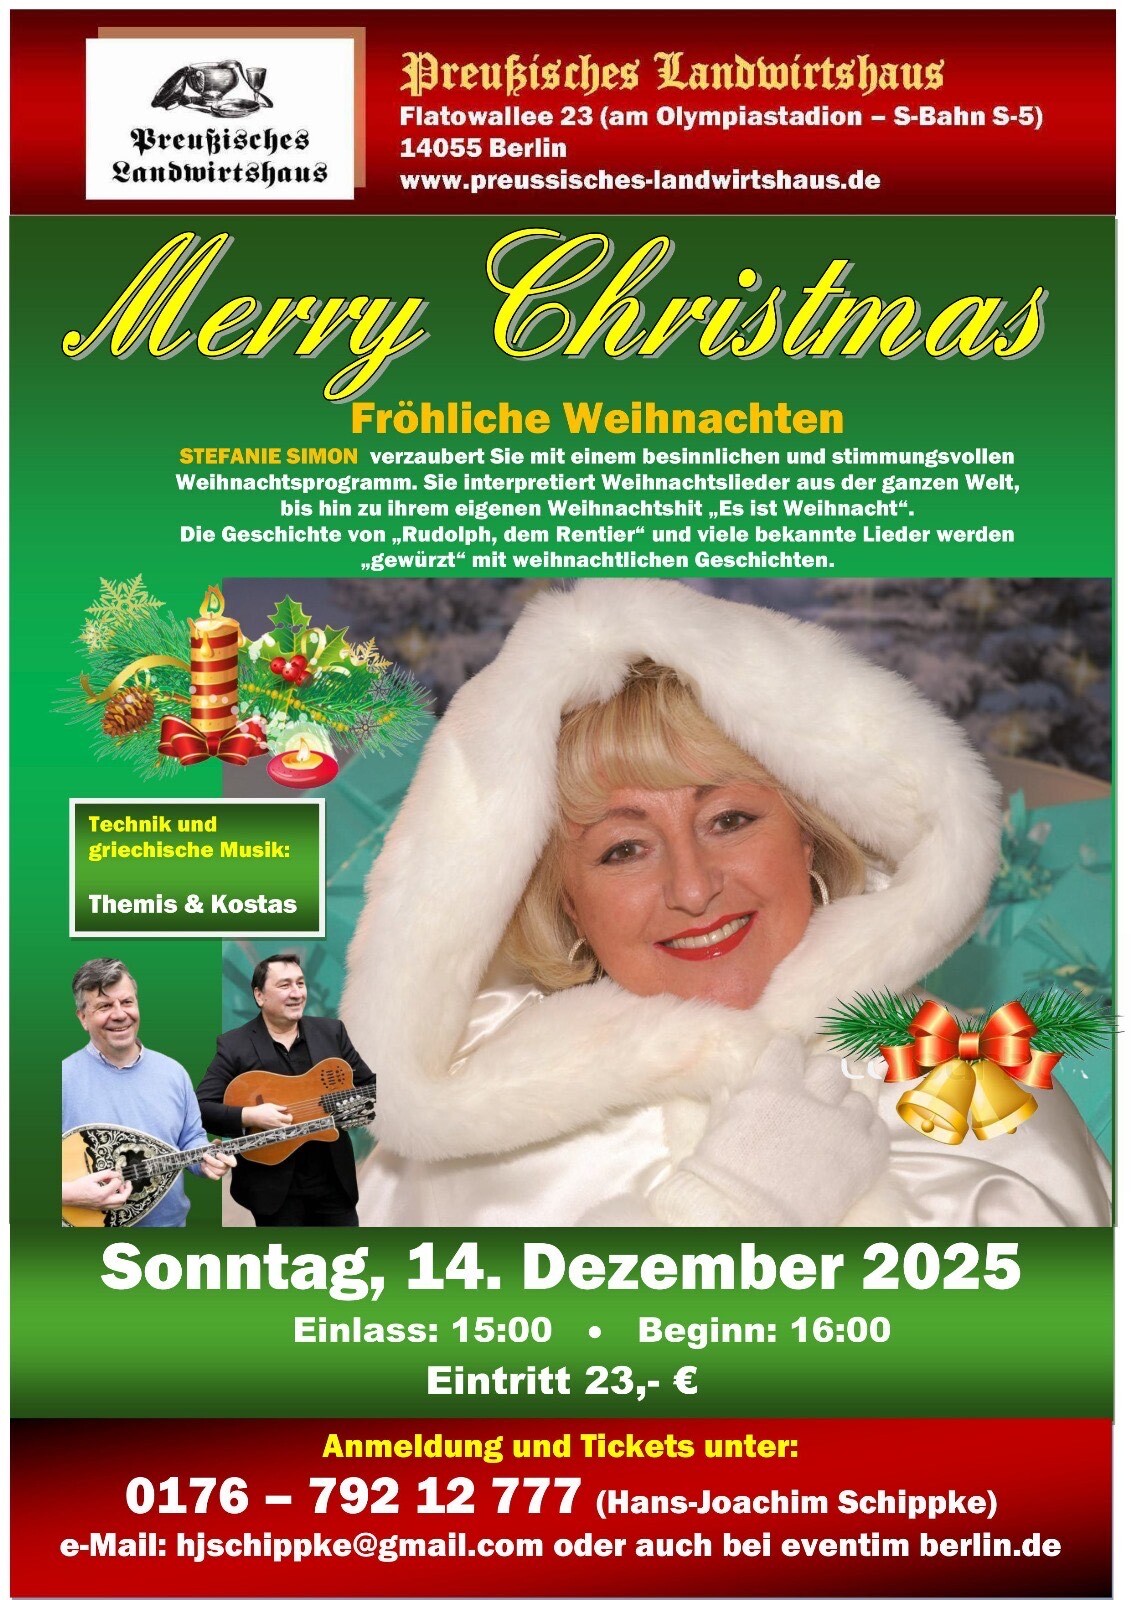 Preußisches
Landwirtshaus
Preußisches Landwirtshaus
Flatowallee 23 (am Olympiastadion – S-Bahn S-5)
14055 Berlin
www.preussisches-landwirtshaus.de
Merry Christmas
Fröhliche Weihnachten
STEFANIE SIMON verzaubert Sie mit einem besinnlichen und stimmungsvollen
Weihnachtsprogramm. Sie interpretiert Weihnachtslieder aus der ganzen Welt,
bis hin zu ihrem eigenen Weihnachtshit „Es ist Weihnacht“.
Die Geschichte von „Rudolph, dem Rentier“ und viele bekannte Lieder werden
„gewürzt“ mit weihnachtlichen Geschichten.
Technik und
griechische Musik:
Themis & Kostas
Sonntag, 14. Dezember 2025
Einlass: 15:00 • Beginn: 16:00
Eintritt 23,- €
Anmeldung und Tickets unter:
0176 – 792 12 777 (Hans-Joachim Schippke)
e-Mail: hjschippke@gmail.com oder auch bei eventim berlin.de